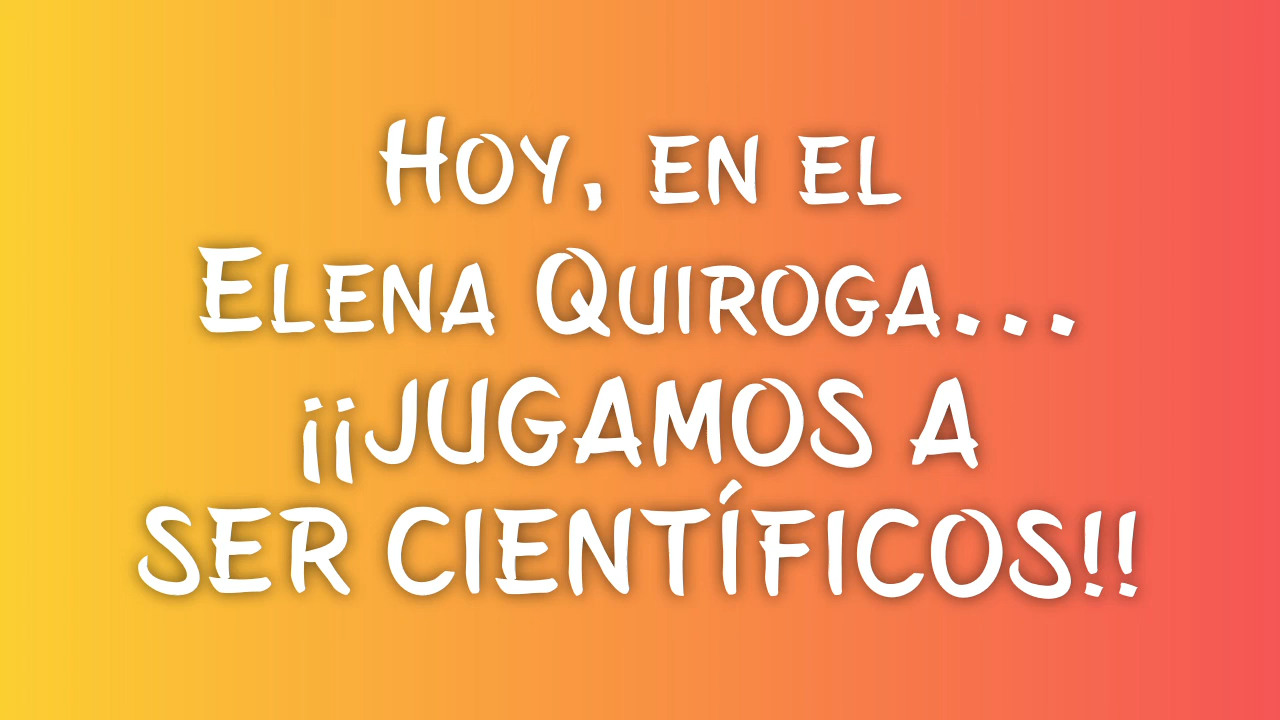 Hoy, en el
Elena Quiroga...
¡¡JUGAMOS A
SER CIENTÍFICOS!!